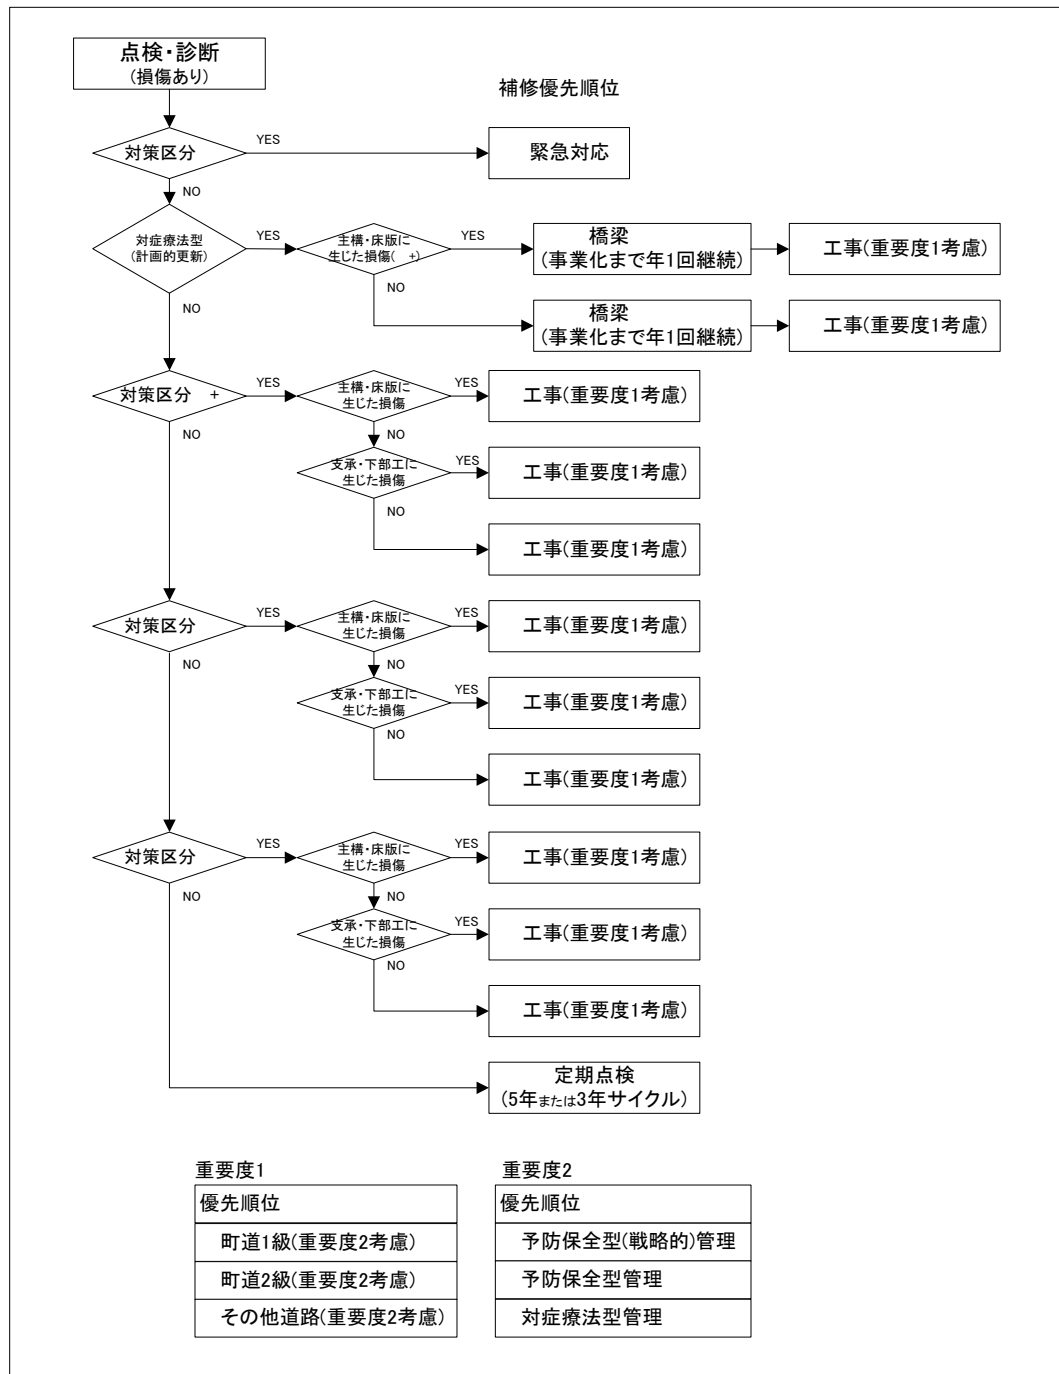 点検・診断
(損傷あり)
補修優先順位
対策区分
YES
緊急対応
NO
対症療法型
(計画的更新)
YES
主構・床版に
生じた損傷( +)
YES
橋梁
(事業化まで年1回継続)
工事(重要度1考慮)
NO
NO
橋梁
(事業化まで年1回継続)
工事(重要度1考慮)
対策区分 +
YES
主構・床版に
生じた損傷
YES
工事(重要度1考慮)
NO
NO
支承・下部工に
生じた損傷
YES
工事(重要度1考慮)
NO
工事(重要度1考慮)
対策区分
YES
主構・床版に
生じた損傷
YES
工事(重要度1考慮)
NO
NO
支承・下部工に
生じた損傷
YES
工事(重要度1考慮)
NO
工事(重要度1考慮)
対策区分
YES
主構・床版に
生じた損傷
YES
工事(重要度1考慮)
NO
NO
支承・下部工に
生じた損傷
YES
工事(重要度1考慮)
NO
工事(重要度1考慮)
定期点検
(5年または3年サイクル)
重要度1
優先順位
町道1級(重要度2考慮)
町道2級(重要度2考慮)
その他道路(重要度2考慮)
重要度2
優先順位
予防保全型(戦略的)管理
予防保全型管理
対症療法型管理